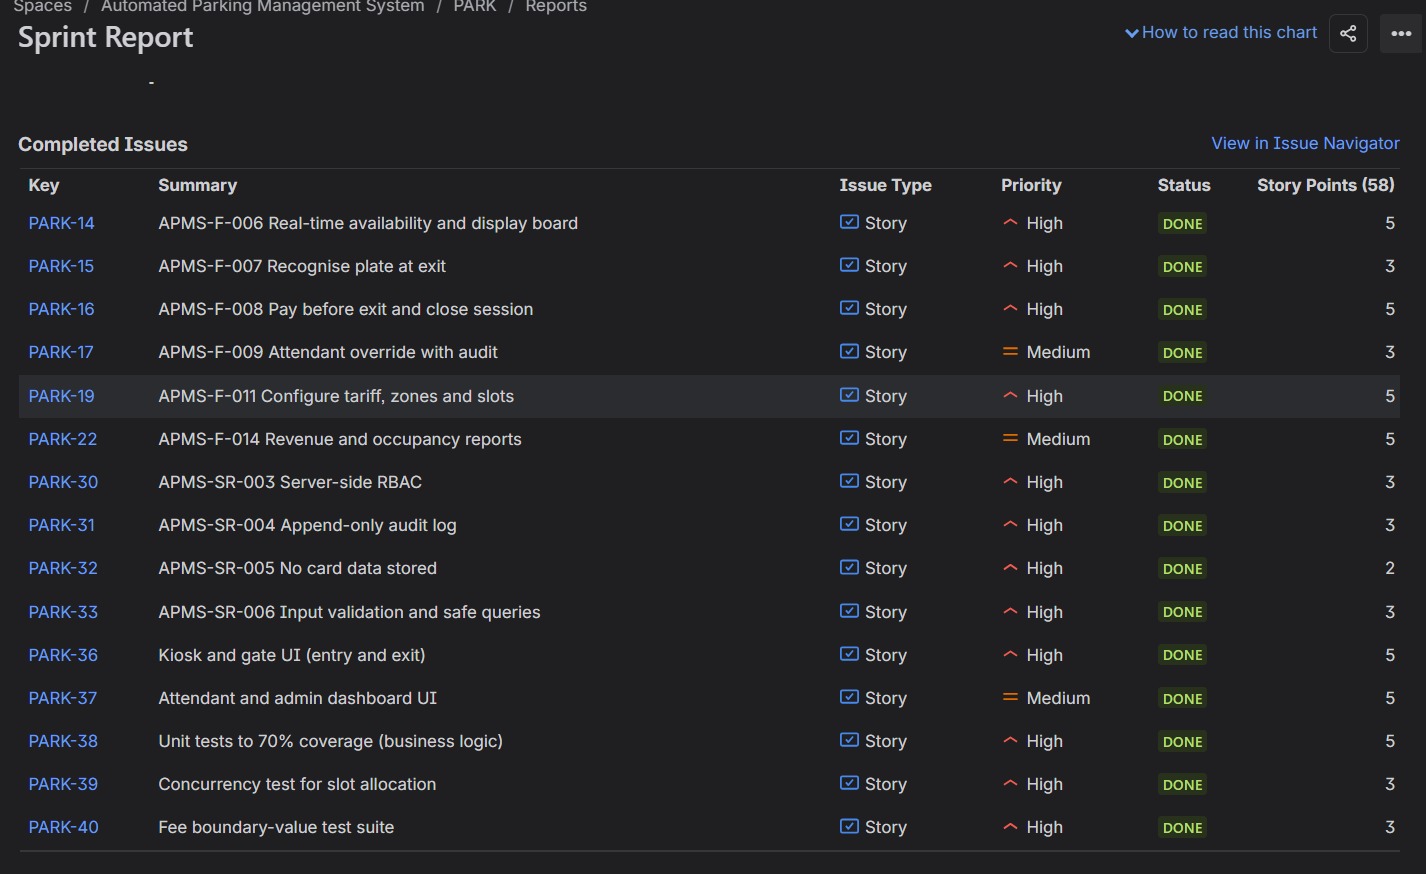 Spaces / Automated Parking Management System / PARK / Reports
Sprint Report
How to read this chart
-
Completed Issues
View in Issue Navigator
Key Summary Issue Type Priority Status Story Points (58)
PARK-14 APMS-F-006 Real-time availability and display board Story High DONE 5
PARK-15 APMS-F-007 Recognise plate at exit Story High DONE 3
PARK-16 APMS-F-008 Pay before exit and close session Story High DONE 5
PARK-17 APMS-F-009 Attendant override with audit Story Medium DONE 3
PARK-19 APMS-F-011 Configure tariff, zones and slots Story High DONE 5
PARK-22 APMS-F-014 Revenue and occupancy reports Story Medium DONE 5
PARK-30 APMS-SR-003 Server-side RBAC Story High DONE 3
PARK-31 APMS-SR-004 Append-only audit log Story High DONE 3
PARK-32 APMS-SR-005 No card data stored Story High DONE 2
PARK-33 APMS-SR-006 Input validation and safe queries Story High DONE 3
PARK-36 Kiosk and gate UI (entry and exit) Story High DONE 5
PARK-37 Attendant and admin dashboard UI Story Medium DONE 5
PARK-38 Unit tests to 70% coverage (business logic) Story High DONE 5
PARK-39 Concurrency test for slot allocation Story High DONE 3
PARK-40 Fee boundary-value test suite Story High DONE 3